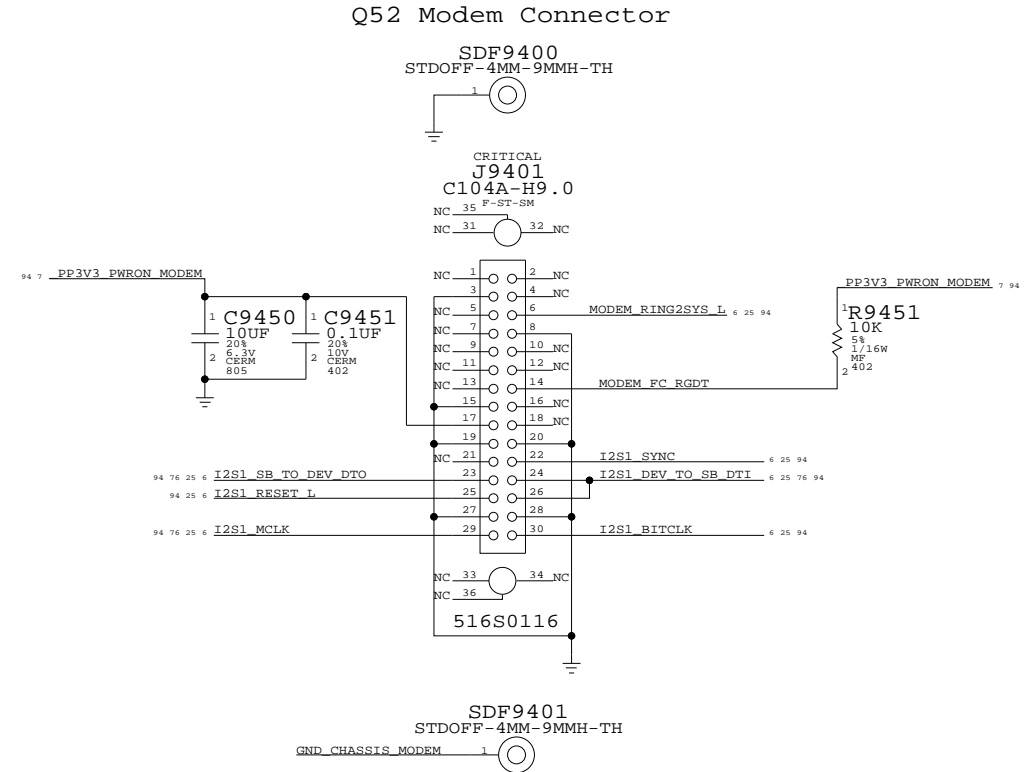 Q52 Modem Connector
SDF9400
STDOFF-4MM-9MMH-TH
1
CRITICAL
J9401
C104A-H9.0
F-ST-SM
NC 35
NC 31 32 NC
94 7 PP3V3_PWRON_MODEM
NC 1 2 NC
3 4 NC
NC 5 6 MODEM_RING2SYS_L 6 25 94
NC 7 8
NC 9 10 NC
NC 11 12 NC
NC 13 14 MODEM_FC_RGDT
15 16 NC
17 18 NC
19 20
NC 21 22 I2S1_SYNC 6 25 94
94 76 25 6 I2S1_SB_TO_DEV_DTO 23 24 I2S1_DEV_TO_SB_DTI 6 25 76 94
94 25 6 I2S1_RESET_L 25 26
27 28
94 76 25 6 I2S1_MCLK 29 30 I2S1_BITCLK 6 25 94
PP3V3_PWRON_MODEM 7 94
1 R9451
10K
5%
1/16W
MF
2 402
1 C9450
10UF
20%
2 6.3V
CERM
805
1 C9451
0.1UF
20%
2 10V
CERM
402
NC 33 34 NC
NC 36
516S0116
SDF9401
STDOFF-4MM-9MMH-TH
GND_CHASSIS_MODEM 1